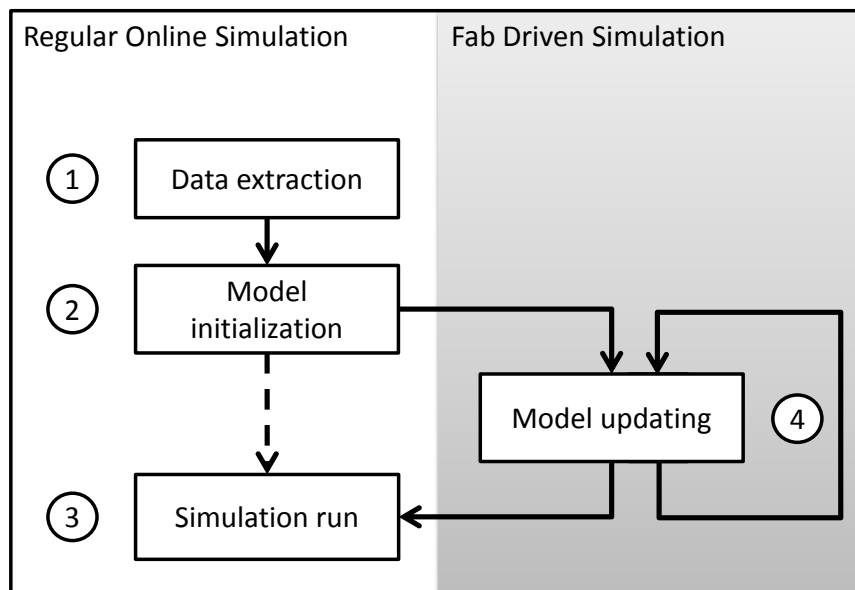 Regular Online Simulation
Fab Driven Simulation
1
Data extraction
2
Model
initialization
Model updating
4
3
Simulation run